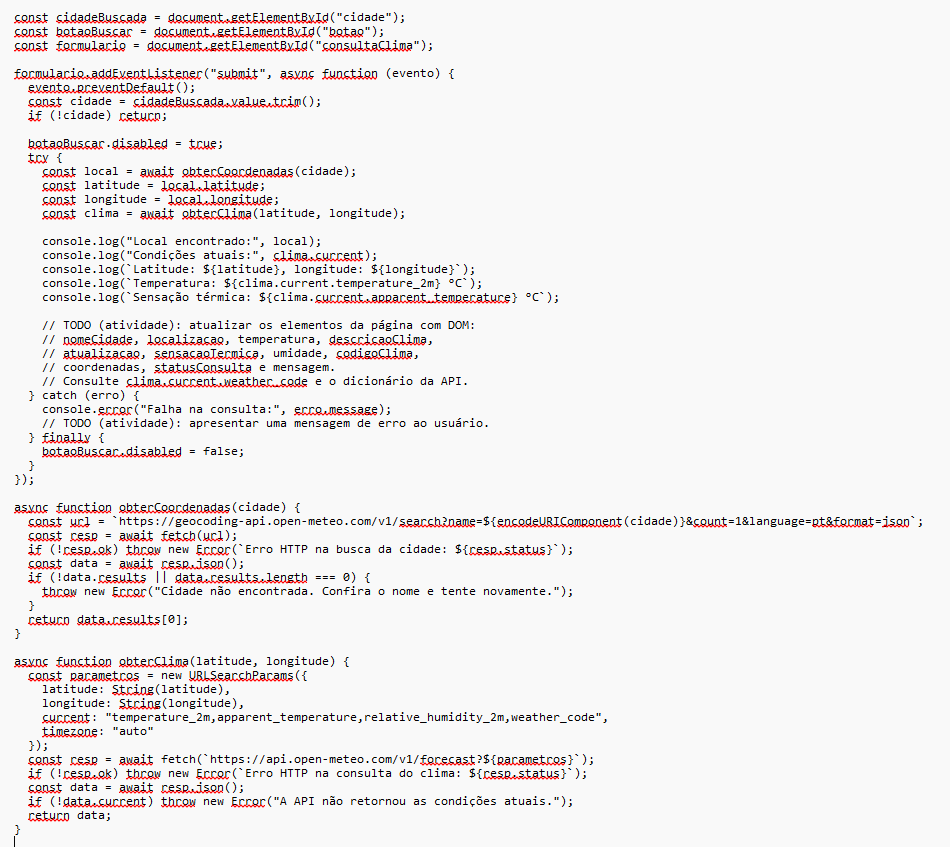 const cidadeBuscada = document.getElementById("cidade");
const botaoBuscar = document.getElementById("botao");
const formulario = document.getElementById("consultaClima");

formulario.addEventListener("submit", async function (evento) {
  evento.preventDefault();
  const cidade = cidadeBuscada.value.trim();
  if (!cidade) return;

  botaoBuscar.disabled = true;
  try {
    const local = await obterCoordenadas(cidade);
    const latitude = local.latitude;
    const longitude = local.longitude;
    const clima = await obterClima(latitude, longitude);

    console.log("Local encontrado:", local);
    console.log("Condições atuais:", clima.current);
    console.log(`Latitude: ${latitude}, longitude: ${longitude}`);
    console.log(`Temperatura: ${clima.current.temperature_2m} °C`);
    console.log(`Sensação térmica: ${clima.current.apparent_temperature} °C`);

    // TODO (atividade): atualizar os elementos da página com DOM:
    // nomeCidade, localizacao, temperatura, descricaoClima,
    // atualizacao, sensacaoTermica, umidade, codigoClima,
    // coordenadas, statusConsulta e mensagem.
    // Consulte clima.current.weather_code e o dicionário da API.
  } catch (erro) {
    console.error("Falha na consulta:", erro.message);
    // TODO (atividade): apresentar uma mensagem de erro ao usuário.
  } finally {
    botaoBuscar.disabled = false;
  }
});

async function obterCoordenadas(cidade) {
  const url = `https://geocoding-api.open-meteo.com/v1/search?name=${encodeURIComponent(cidade)}&count=1&language=pt&format=json`;
  const resp = await fetch(url);
  if (!resp.ok) throw new Error(`Erro HTTP na busca da cidade: ${resp.status}`);
  const data = await resp.json();
  if (!data.results || data.results.length === 0) {
    throw new Error("Cidade não encontrada. Confira o nome e tente novamente.");
  }
  return data.results[0];
}

async function obterClima(latitude, longitude) {
  const parametros = new URLSearchParams({
    latitude: String(latitude),
    longitude: String(longitude),
    current: "temperature_2m,apparent_temperature,relative_humidity_2m,weather_code",
    timezone: "auto"
  });
  const resp = await fetch(`https://api.open-meteo.com/v1/forecast?${parametros}`);
  if (!resp.ok) throw new Error(`Erro HTTP na consulta do clima: ${resp.status}`);
  const data = await resp.json();
  if (!data.current) throw new Error("A API não retornou as condições atuais.");
  return data;
}